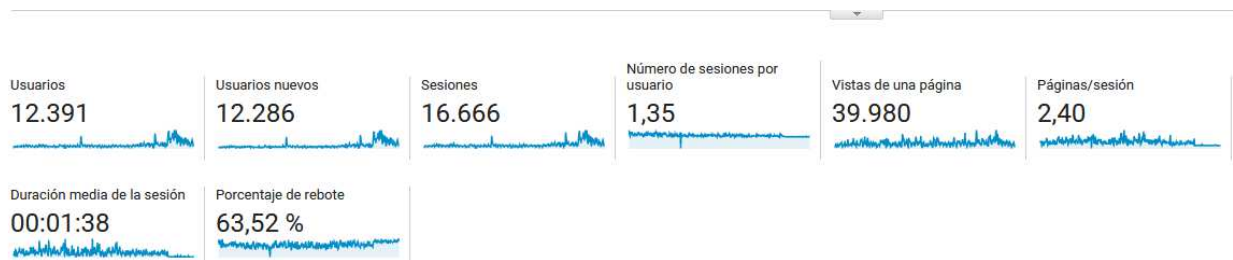 Usuarios
12.391
Usuarios nuevos
12.286
Sesiones
16.666
Número de sesiones por
usuario
1,35
Vistas de una página
39.980
Páginas/sesión
2,40
Duración media de la sesión
00:01:38
Porcentaje de rebote
63,52 %